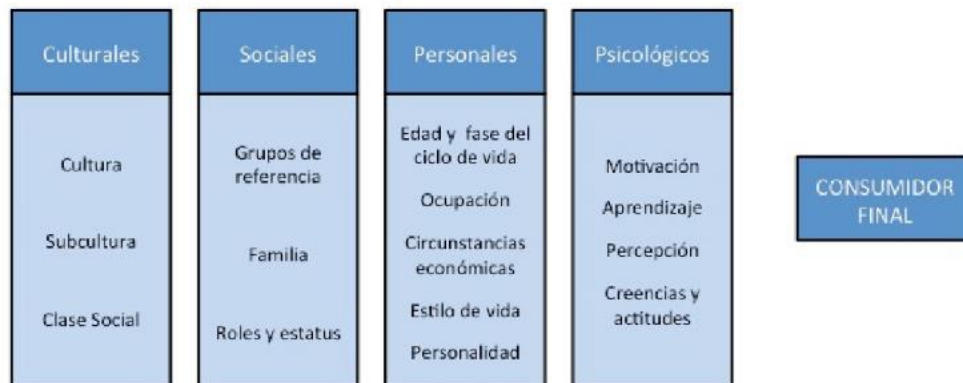 Culturales
Cultura
Subcultura
Clase Social
Sociales
Grupos de
referencia
Familia
Roles y estatus
Personales
Edad y fase del
ciclo de vida
Ocupación
Circunstancias
económicas
Estilo de vida
Personalidad
Psicológicos
Motivación
Aprendizaje
Percepción
Creencias y
actitudes
CONSUMIDOR
FINAL